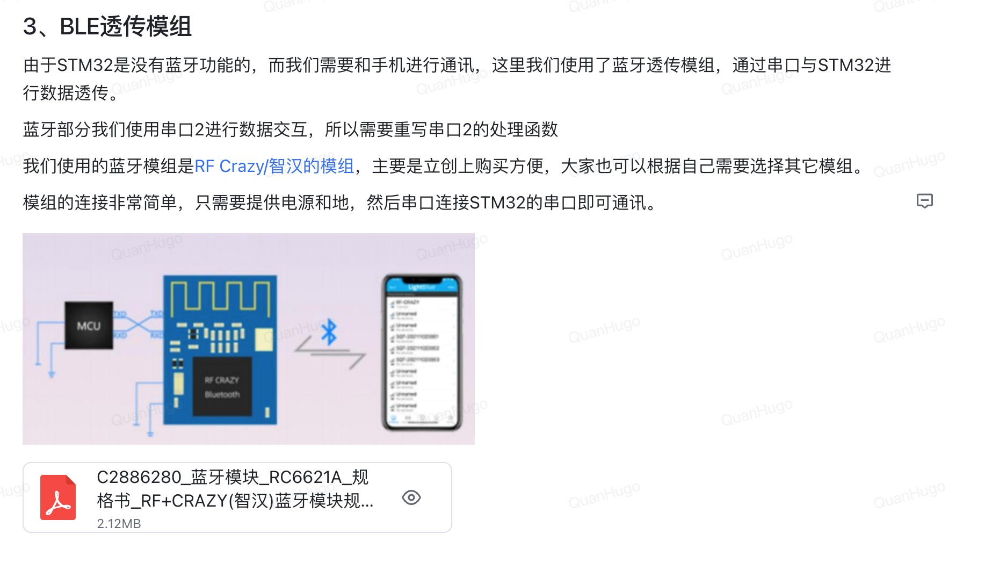 3、BLE透传模组
由于STM32是没有蓝牙功能的，而我们需要和手机进行通讯，这里我们使用了蓝牙透传模组，通过串口与STM32进
行数据透传。
蓝牙部分我们使用串口2进行数据交互，所以需要重写串口2的处理函数
我们使用的蓝牙模组是RF Crazy/智汉的模组，主要是立创上购买方便，大家也可以根据自己需要选择其它模组。
模组的连接非常简单，只需要提供电源和地，然后串口连接STM32的串口即可通讯。
MCU
TXD
TXD
RXD
RXD
RF CRAZY
Bluetooth
LightBlue
RF-CRAZY
Unnamed
Unnamed
SQT-20211020001
SQT-20211020002
SQT-20211020003
Unnamed
Unnamed
Unnamed
Unnamed
C2886280_蓝牙模块_RC6621A_规
格书_RF+CRAZY(智汉)蓝牙模块规...
2.12MB
QuanHugo